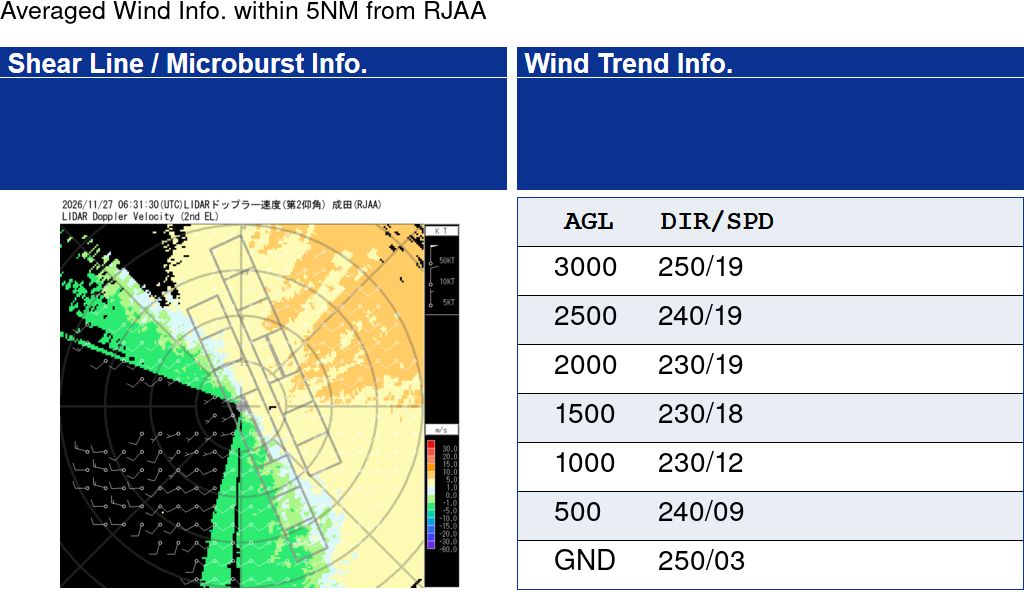 Averaged Wind Info. within 5NM from RJAA
Shear Line / Microburst Info.
Wind Trend Info.
2026/11/27 06:31:30(UTC)LIDARドップラー速度(第2仰角) 成田(RJAA)
LIDAR Doppler Velocity (2nd EL)
K T
50KT
10KT
5KT
m/s
30.0
20.0
15.0
10.0
5.0
1.0
0.0
-1.0
-5.0
-10.0
-15.0
-20.0
-30.0
-60.0
AGL DIR/SPD
3000 250/19
2500 240/19
2000 230/19
1500 230/18
1000 230/12
500 240/09
GND 250/03